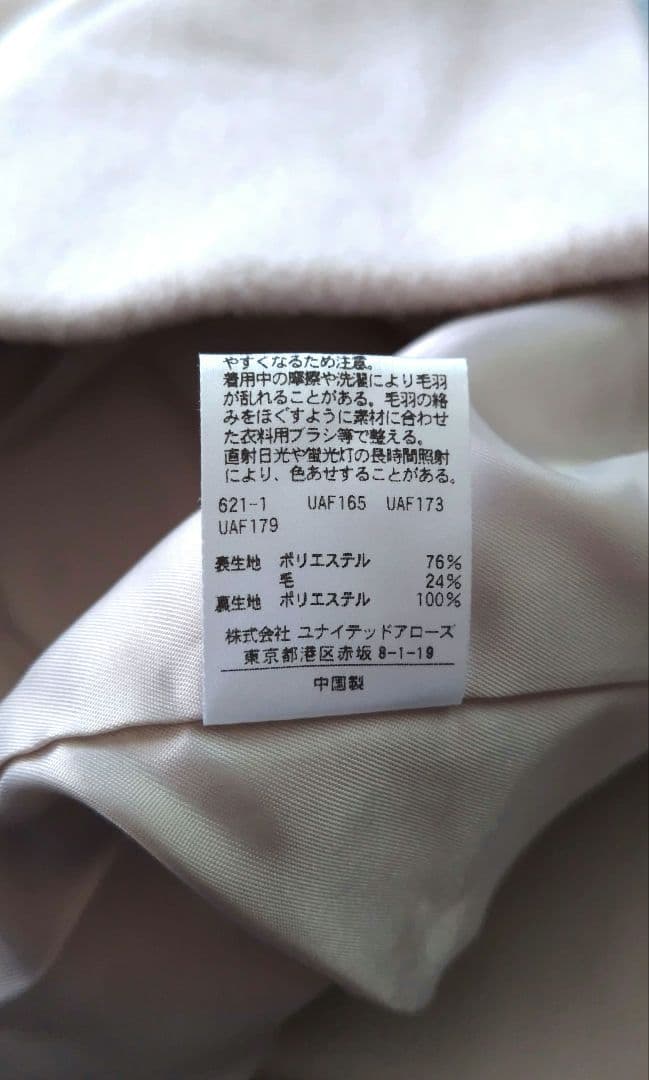 やすくなるため注意。
着用中の摩擦や洗濯により毛羽
が乱れることがある。毛羽の絡
みをほぐすように素材に合わせ
た衣料用ブラシ等で整える。
直射日光や蛍光灯の長時間照射
により、色あせすることがある。
621-1 UAF165 UAF173
UAF179
表生地 ポリエステル 76%
毛 24%
裏生地 ポリエステル 100%
株式会社 ユナイテッドアローズ
東京都港区赤坂 8-1-19
中国製